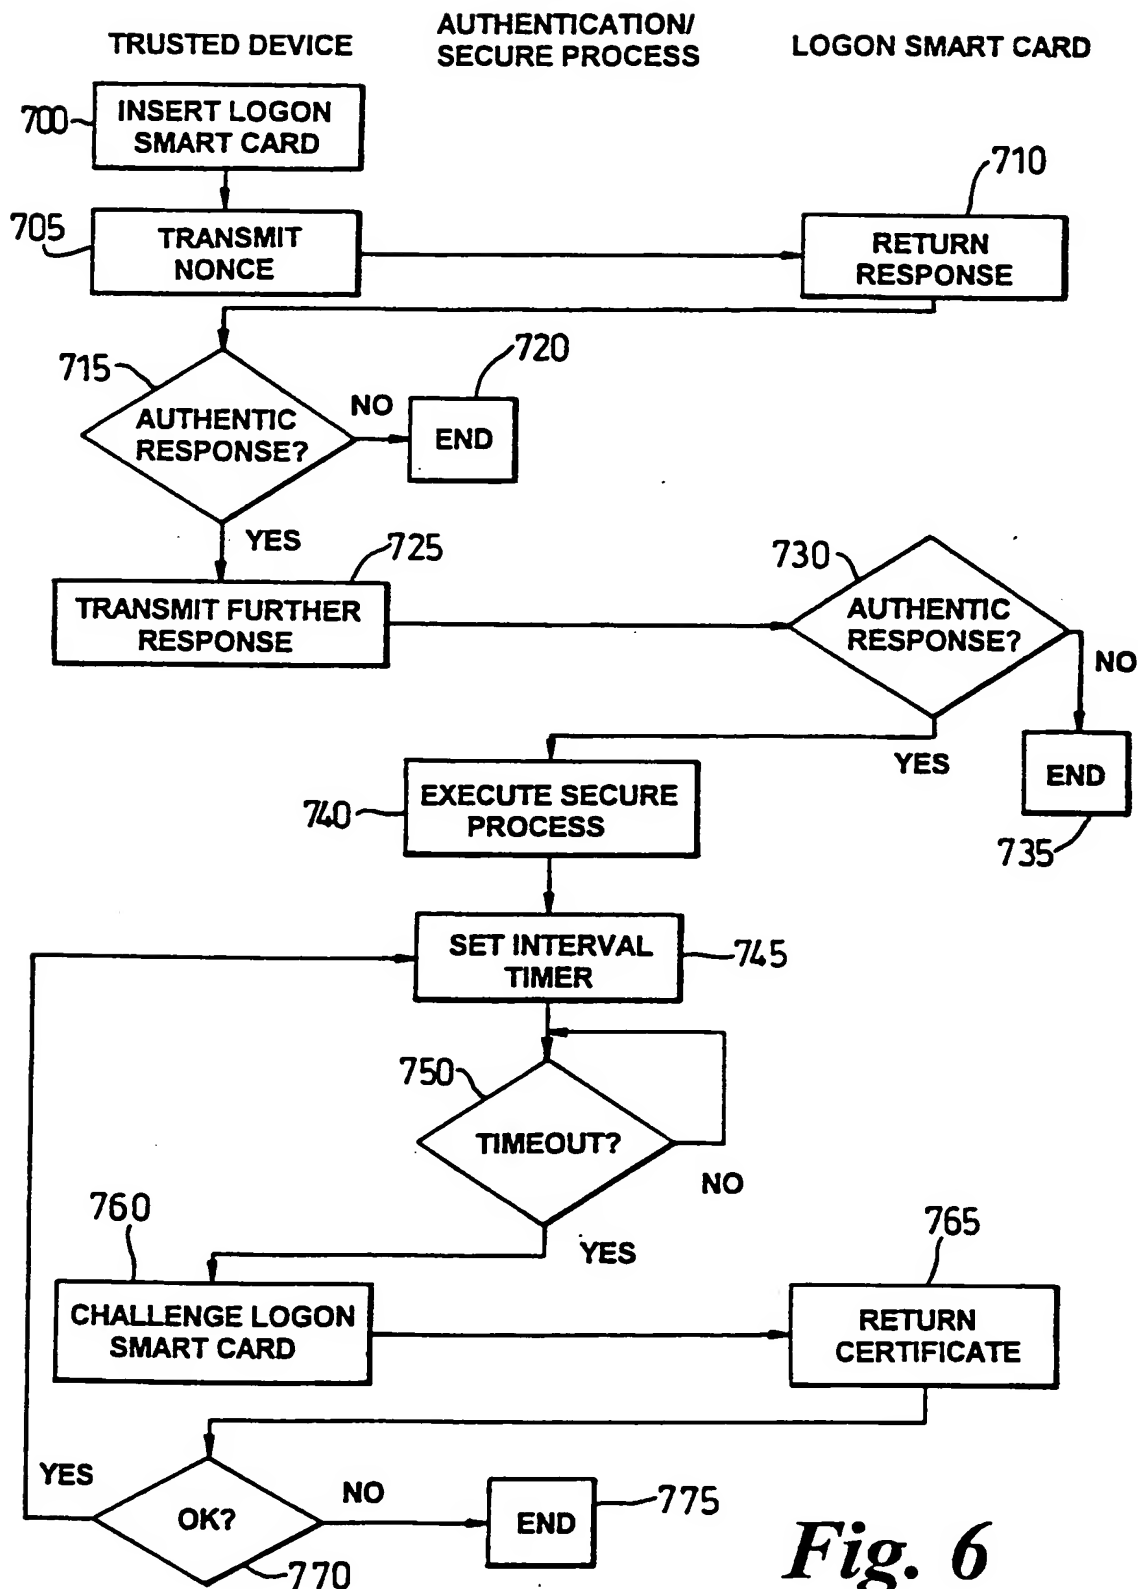 TRUSTED DEVICE
AUTHENTICATION/
SECURE PROCESS
LOGON SMART CARD
700
INSERT LOGON
SMART CARD
710
705
TRANSMIT
NONCE
RETURN
RESPONSE
715
720
AUTHENTIC
RESPONSE?
NO
END
YES
725
730
TRANSMIT FURTHER
RESPONSE
AUTHENTIC
RESPONSE?
NO
YES
END
735
740
EXECUTE SECURE
PROCESS
SET INTERVAL
TIMER
745
750
TIMEOUT?
NO
YES
760
765
CHALLENGE LOGON
SMART CARD
RETURN
CERTIFICATE
YES
OK?
NO
END
775
770
Fig. 6